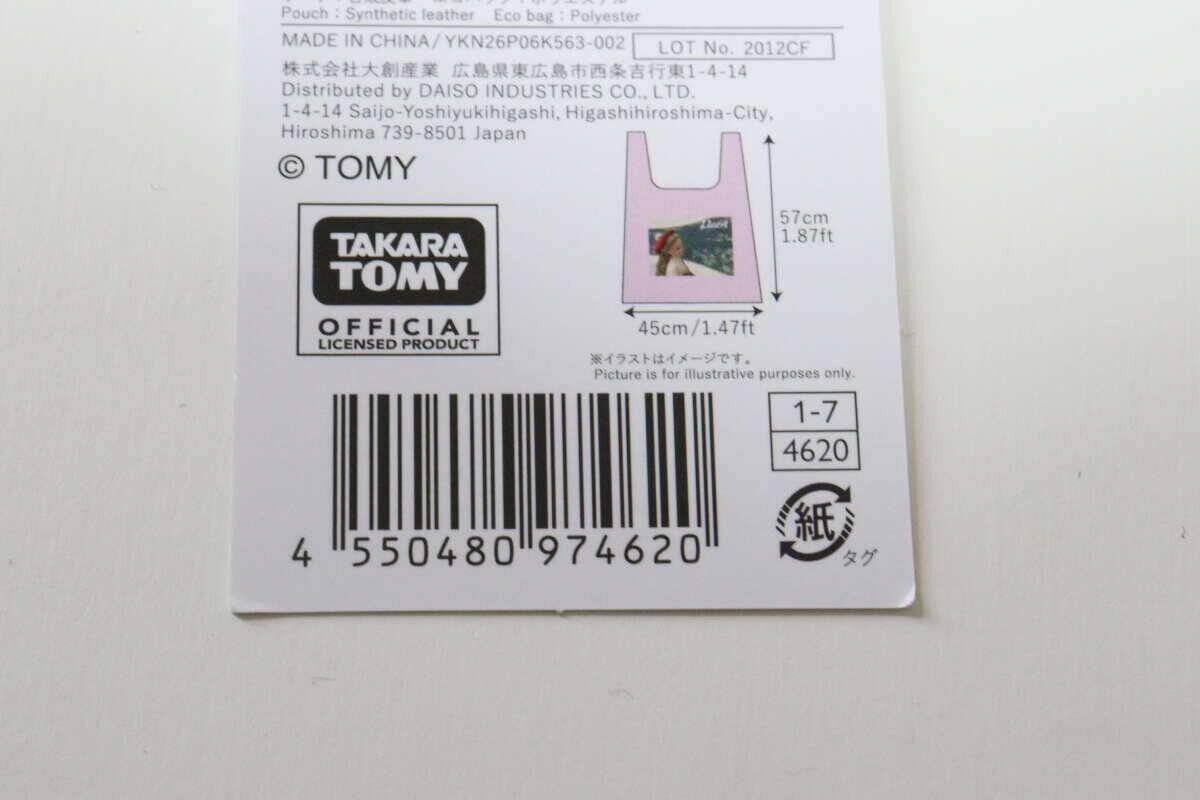 Pouch : Synthetic leather Eco bag : Polyester
MADE IN CHINA/YKN26P06K563-002 LOT No. 2012CF
株式会社大創産業 広島県東広島市西条吉行東1-4-14
Distributed by DAISO INDUSTRIES CO., LTD.
1-4-14 Saijo-Yoshiyukihigashi, Higashihiroshima-City,
Hiroshima 739-8501 Japan
© TOMY
TAKARA
TOMY
OFFICIAL
LICENSED PRODUCT
57cm
1.87ft
45cm/1.47ft
※イラストはイメージです。
Picture is for illustrative purposes only.
1-7
4620
4 550480 974620
紙
タグ